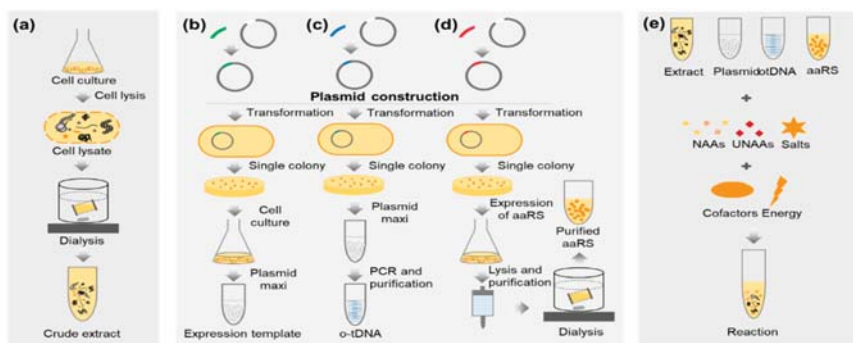 (a)
Cell culture
Cell lysis
Cell lysate
Dialysis
Crude extract
(b)
(c)
(d)
Plasmid construction
Transformation
Transformation
Transformation
Single colony
Single colony
Single colony
Cell
culture
Plasmid
maxi
Expression template
Plasmid
maxi
PCR and
purification
o-tDNA
Expression
of aaRS
Lysis and
purification
Purified
aaRS
Dialysis
(e)
Extract
PlasmidotDNA
aaRS
+
NAAs
UNAAs
Salts
+
Cofactors Energy
Reaction